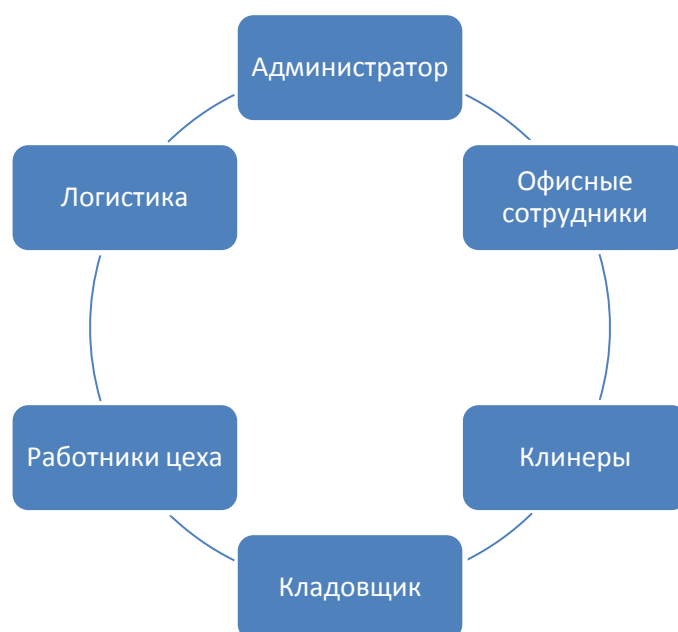 Администратор
Офисные
сотрудники
Клинеры
Кладовщик
Работники цеха
Логистика